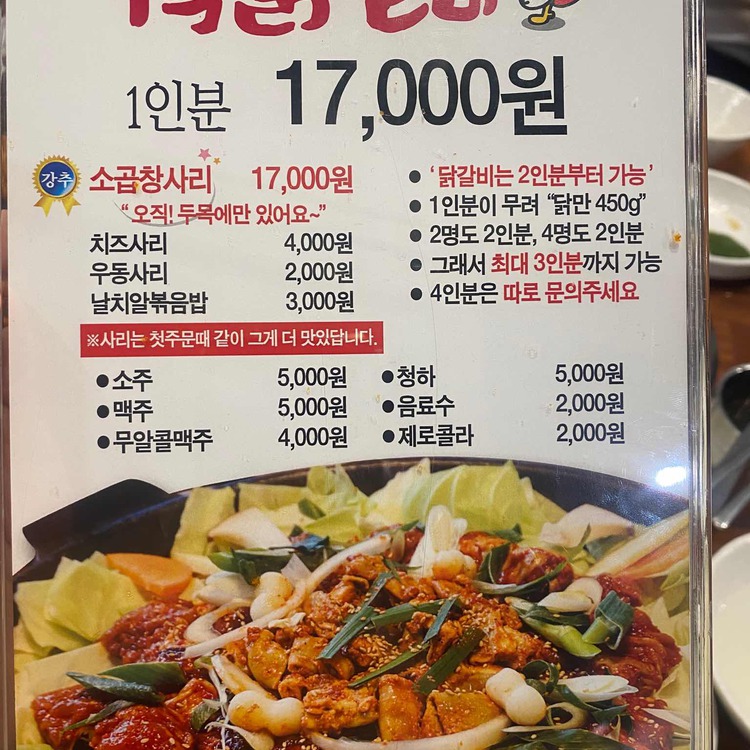 1인분 17,000원
강추 소곱창사리 17,000원
"오직! 두목에만 있어요~"
치즈사리 4,000원
우동사리 2,000원
날치알볶음밥 3,000원
※사리는 첫주문때 같이 그게 더 맛있답니다.
● '닭갈비는 2인분부터 가능'
● 1인분이 무려 "닭만 450g"
● 2명도 2인분, 4명도 2인분
● 그래서 최대 3인분까지 가능
● 4인분은 따로 문의주세요
●소주 5,000원
●맥주 5,000원
●무알콜맥주 4,000원
●청하 5,000원
●음료수 2,000원
●제로콜라 2,000원